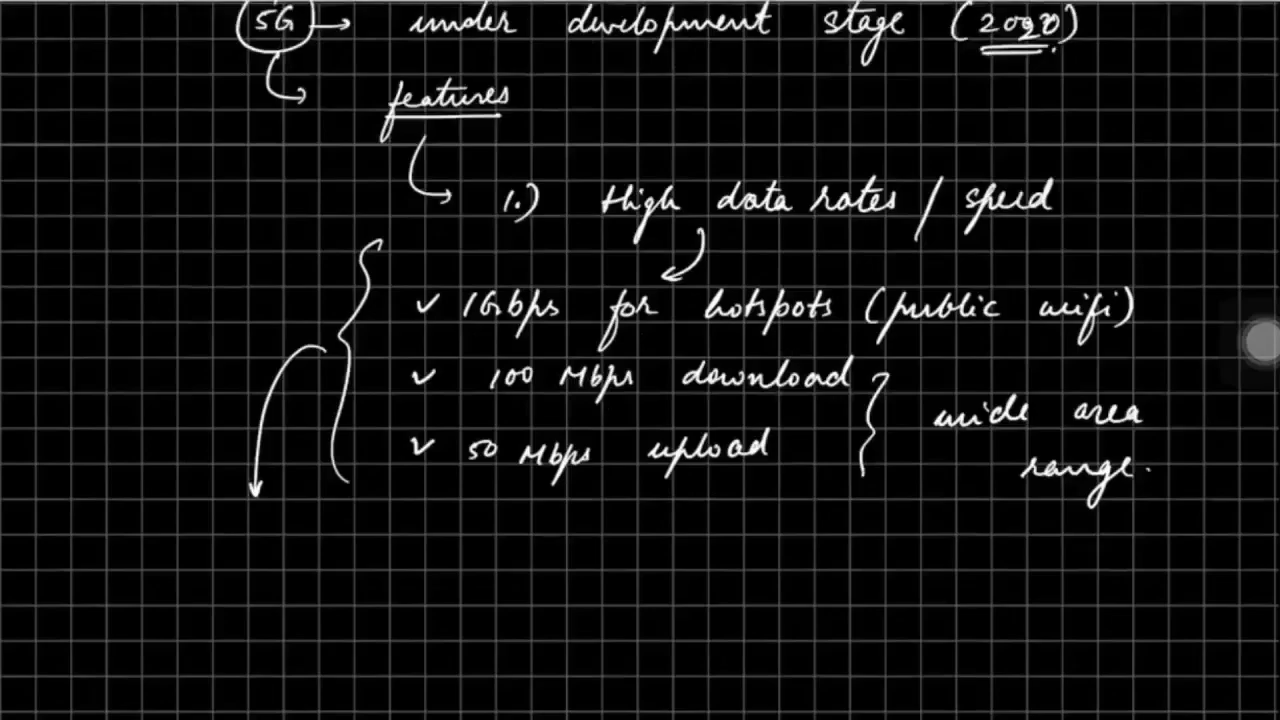 5G → under development stage (2020)
features
1.) High data rates / speed
✓ 1Gbps for hotspots (public wifi)
✓ 100 Mbps download
✓ 50 Mbps upload
wide area
range.